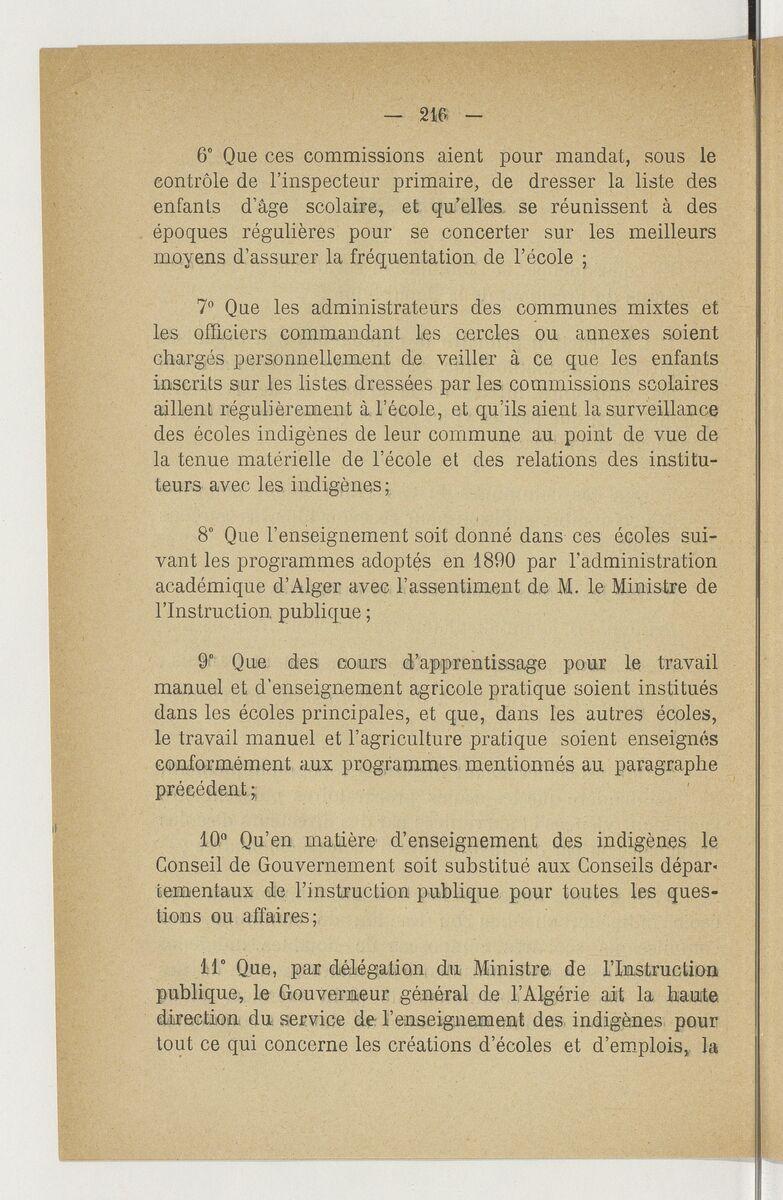 — 216 —
6° Que ces commissions aient pour mandat, sous le
contrôle de l'inspecteur primaire, de dresser la liste des
enfants d'âge scolaire, et qu'elles se réunissent à des
époques régulières pour se concerter sur les meilleurs
moyens d'assurer la fréquentation de l'école ;
7° Que les administrateurs des communes mixtes et
les officiers commandant les cercles ou annexes soient
chargés personnellement de veiller à ce que les enfants
inscrits sur les listes dressées par les commissions scolaires
aillent régulièrement à l'école, et qu'ils aient la surveillance
des écoles indigènes de leur commune au point de vue de
la tenue matérielle de l'école et des relations des institu-
teurs avec les indigènes;
8° Que l'enseignement soit donné dans ces écoles sui-
vant les programmes adoptés en 1890 par l'administration
académique d'Alger avec l'assentiment de M. le Ministre de
l'Instruction publique ;
9° Que des cours d'apprentissage pour le travail
manuel et d'enseignement agricole pratique soient institués
dans les écoles principales, et que, dans les autres écoles,
le travail manuel et l'agriculture pratique soient enseignés
conformément aux programmes mentionnés au paragraphe
précédent;
10° Qu'en matière d'enseignement des indigènes le
Conseil de Gouvernement soit substitué aux Conseils dépar-
tementaux de l'instruction publique pour toutes les ques-
tions ou affaires;
11° Que, par délégation du Ministre de l'Instruction
publique, le Gouverneur général de l'Algérie ait la haute
direction du service de l'enseignement des indigènes pour
tout ce qui concerne les créations d'écoles et d'emplois, la